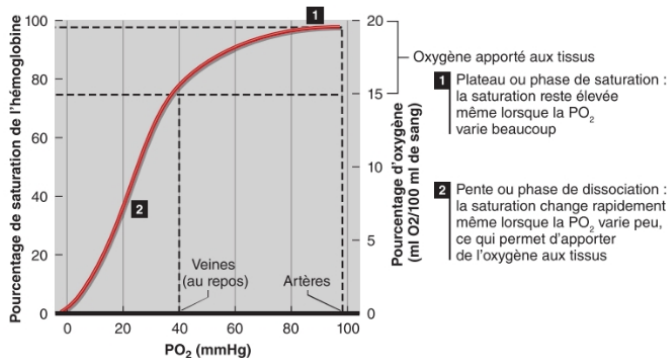 Pourcentage de saturation de l'hémoglobine
100
80
60
40
20
0
1
2
Veines
(au repos)
Artères
0
20
40
60
80
100
PO2 (mmHg)
20
15
10
5
0
Pourcentage d'oxygène
(ml O2/100 ml de sang)
Oxygène apporté aux tissus
1 Plateau ou phase de saturation :
la saturation reste élevée
même lorsque la PO2
varie beaucoup
2 Pente ou phase de dissociation :
la saturation change rapidement
même lorsque la PO2 varie peu,
ce qui permet d'apporter
de l'oxygène aux tissus